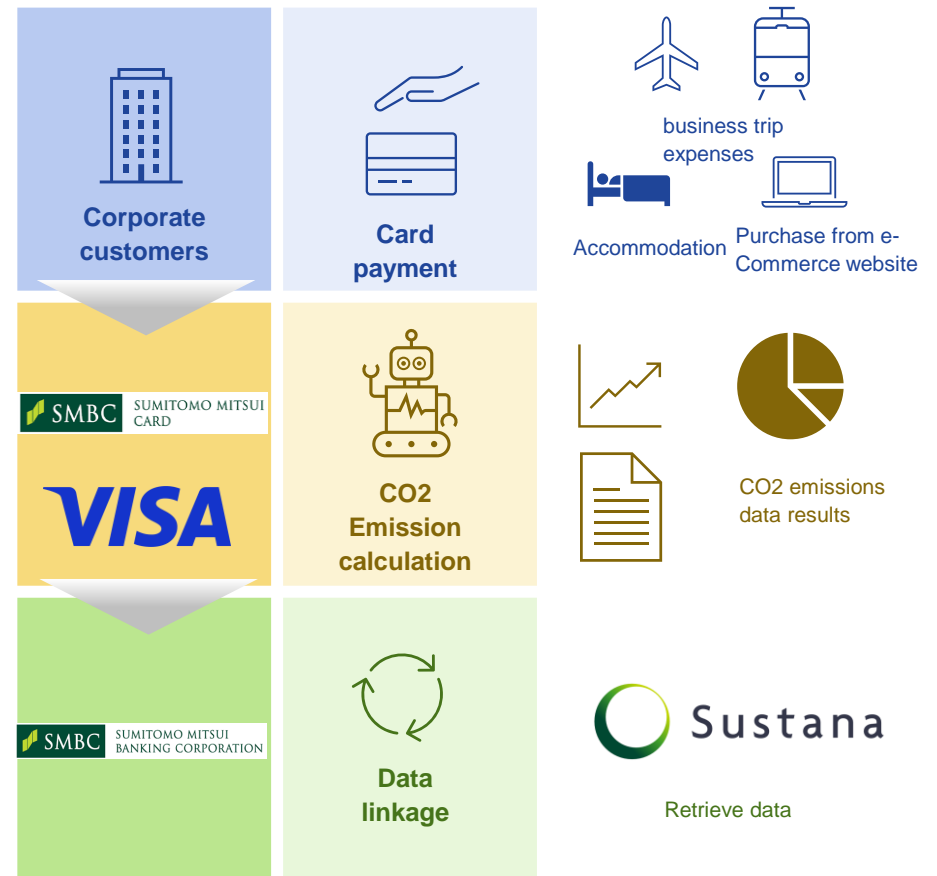 Corporate
customers
Card
payment
business trip
expenses
Accommodation
Purchase from e-
Commerce website
SMBC
SUMITOMO MITSUI
CARD
VISA
CO2
Emission
calculation
CO2 emissions
data results
SMBC
SUMITOMO MITSUI
BANKING CORPORATION
Data
linkage
Sustana
Retrieve data